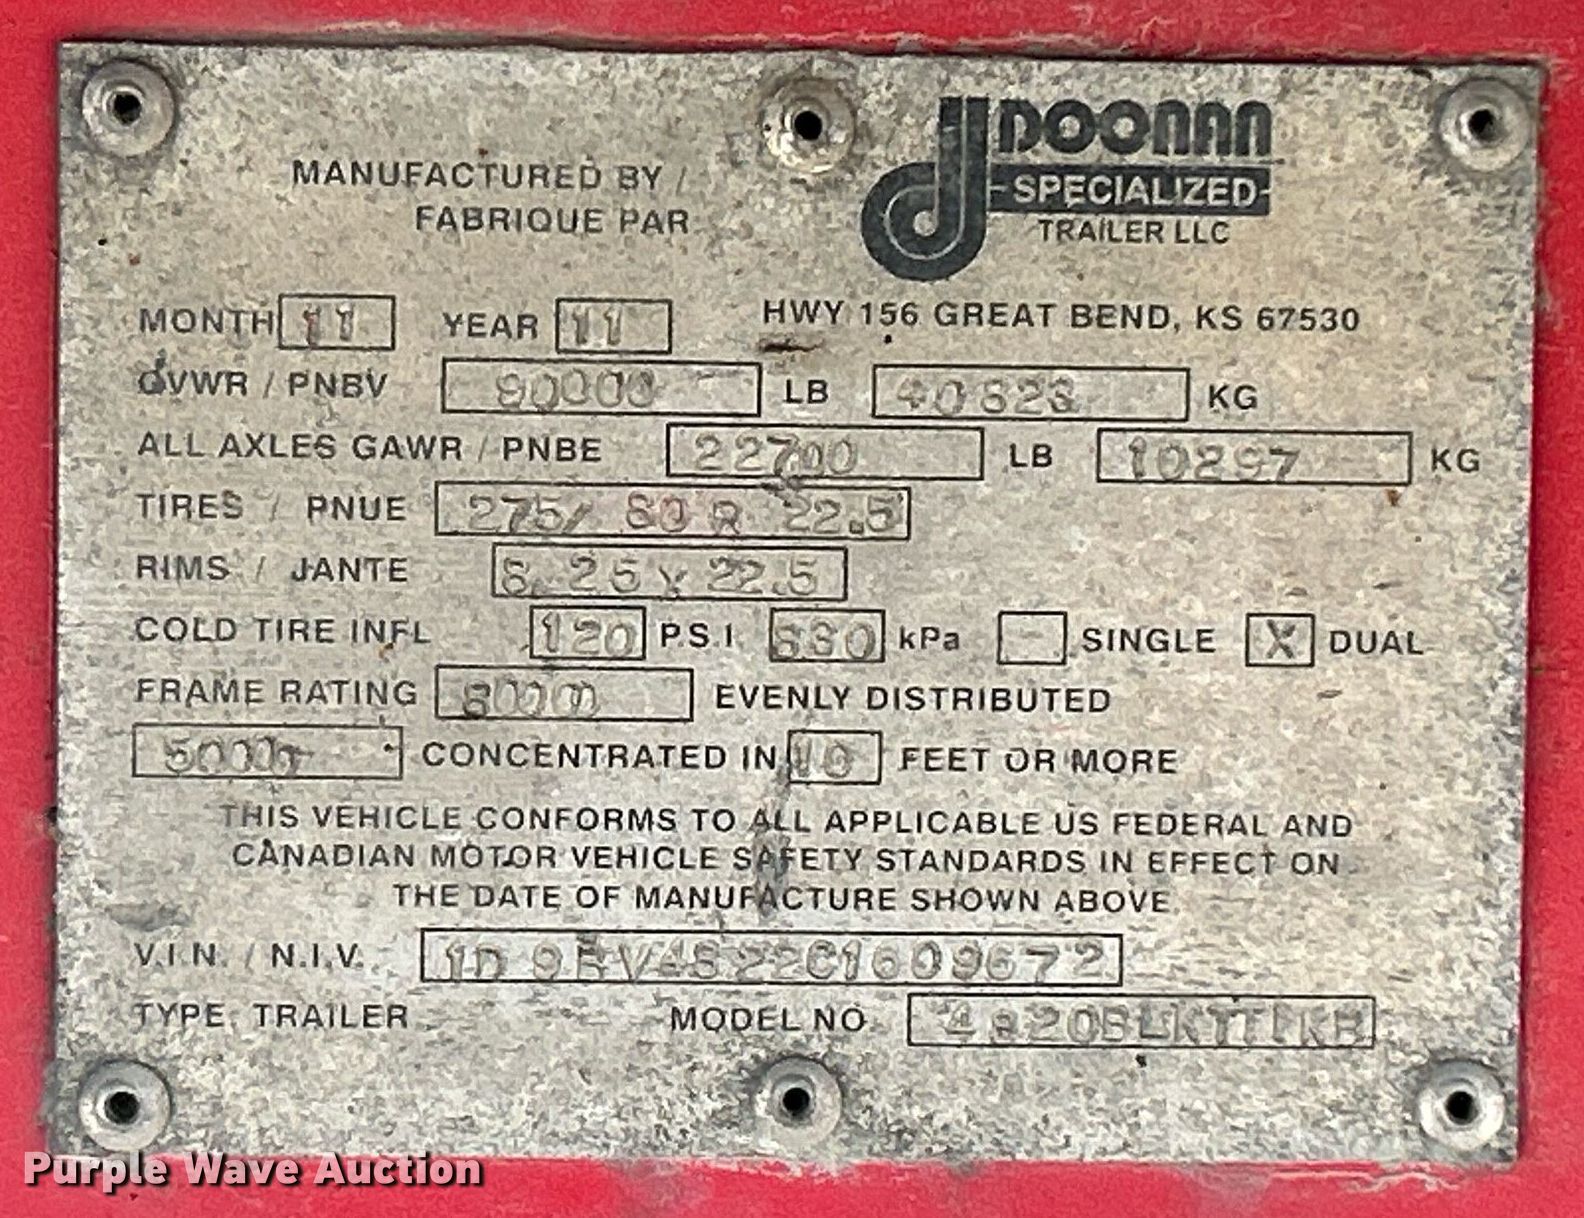 DOONAN
MANUFACTURED BY / SPECIALIZED
FABRIQUE PAR TRAILER LLC
MONTH 11 YEAR 11 HWY 156 GREAT BEND, KS 67530
GVWR / PNBV 90000 LB 40823 KG
ALL AXLES GAWR / PNBE 22700 LB 10297 KG
TIRES / PNUE 275/ 80 R 22.5
RIMS / JANTE 8.25 x 22.5
COLD TIRE INFL 120 P.S.I. 830 kPa - SINGLE X DUAL
FRAME RATING 80000 EVENLY DISTRIBUTED
50000 CONCENTRATED IN 10 FEET OR MORE
THIS VEHICLE CONFORMS TO ALL APPLICABLE US FEDERAL AND
CANADIAN MOTOR VEHICLE SAFETY STANDARDS IN EFFECT ON
THE DATE OF MANUFACTURE SHOWN ABOVE
V.I.N. / N.I.V.
TYPE TRAILER MODEL NO
Purple Wave Auction